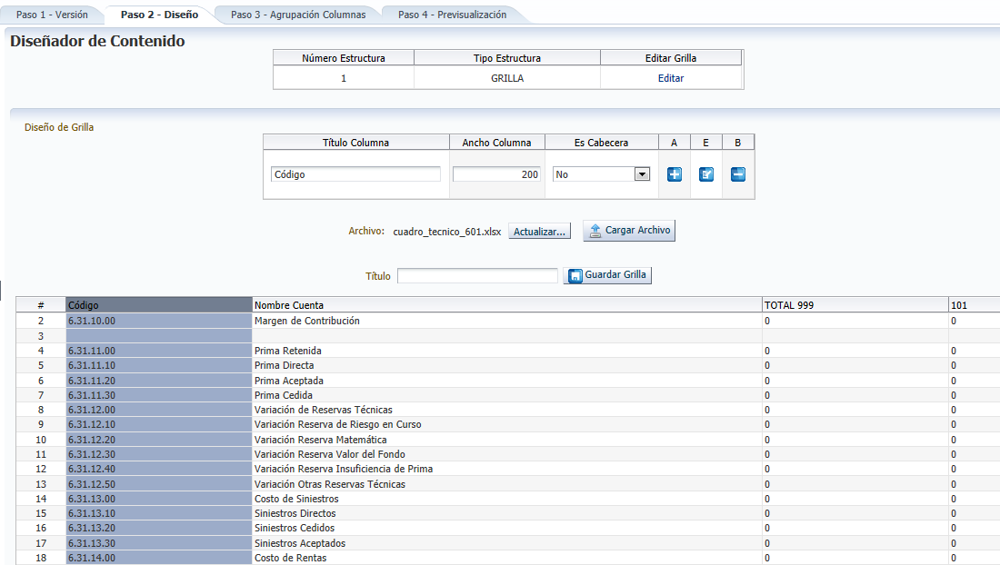 Paso 1 - Versión Paso 2 - Diseño Paso 3 - Agrupación Columnas Paso 4 - Previsualización
Diseñador de Contenido
Número Estructura Tipo Estructura Editar Grilla
1 GRILLA Editar
Diseño de Grilla
Título Columna Ancho Columna Es Cabecera A E B
Código 200 No
Archivo: cuadro_tecnico_601.xlsx Actualizar... Cargar Archivo
Título Guardar Grilla
# Código Nombre Cuenta TOTAL 999 101
2 6.31.10.00 Margen de Contribución 0 0
3
4 6.31.11.00 Prima Retenida 0 0
5 6.31.11.10 Prima Directa 0 0
6 6.31.11.20 Prima Aceptada 0 0
7 6.31.11.30 Prima Cedida 0 0
8 6.31.12.00 Variación de Reservas Técnicas 0 0
9 6.31.12.10 Variación Reserva de Riesgo en Curso 0 0
10 6.31.12.20 Variación Reserva Matemática 0 0
11 6.31.12.30 Variación Reserva Valor del Fondo 0 0
12 6.31.12.40 Variación Reserva Insuficiencia de Prima 0 0
13 6.31.12.50 Variación Otras Reservas Técnicas 0 0
14 6.31.13.00 Costo de Siniestros 0 0
15 6.31.13.10 Siniestros Directos 0 0
16 6.31.13.20 Siniestros Cedidos 0 0
17 6.31.13.30 Siniestros Aceptados 0 0
18 6.31.14.00 Costo de Rentas 0 0